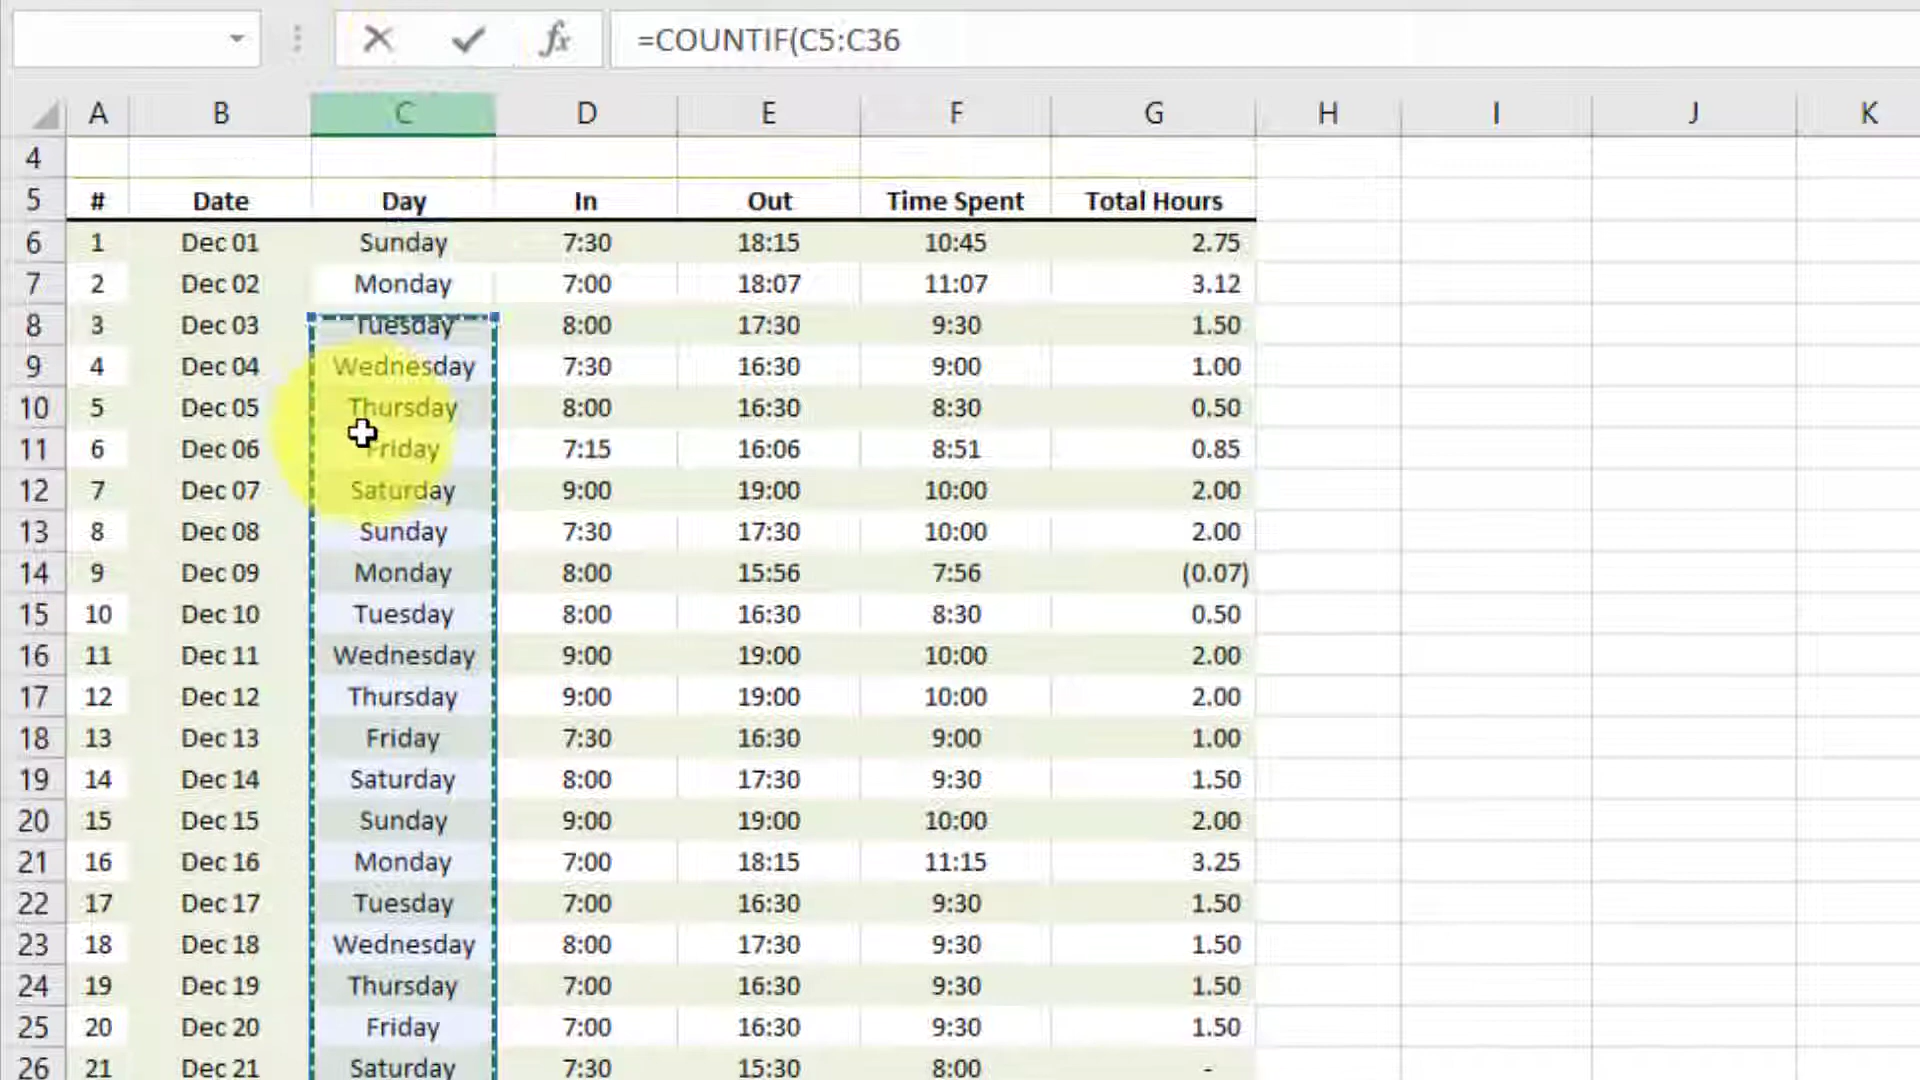 =COUNTIF(C5:C36
A B C D E F G H I J K
4
5 # Date Day In Out Time Spent Total Hours
6 1 Dec 01 Sunday 7:30 18:15 10:45 2.75
7 2 Dec 02 Monday 7:00 18:07 11:07 3.12
8 3 Dec 03 Tuesday 8:00 17:30 9:30 1.50
9 4 Dec 04 Wednesday 7:30 16:30 9:00 1.00
10 5 Dec 05 Thursday 8:00 16:30 8:30 0.50
11 6 Dec 06 Friday 7:15 16:06 8:51 0.85
12 7 Dec 07 Saturday 9:00 19:00 10:00 2.00
13 8 Dec 08 Sunday 7:30 17:30 10:00 2.00
14 9 Dec 09 Monday 8:00 15:56 7:56 (0.07)
15 10 Dec 10 Tuesday 8:00 16:30 8:30 0.50
16 11 Dec 11 Wednesday 9:00 19:00 10:00 2.00
17 12 Dec 12 Thursday 9:00 19:00 10:00 2.00
18 13 Dec 13 Friday 7:30 16:30 9:00 1.00
19 14 Dec 14 Saturday 8:00 17:30 9:30 1.50
20 15 Dec 15 Sunday 9:00 19:00 10:00 2.00
21 16 Dec 16 Monday 7:00 18:15 11:15 3.25
22 17 Dec 17 Tuesday 7:00 16:30 9:30 1.50
23 18 Dec 18 Wednesday 8:00 17:30 9:30 1.50
24 19 Dec 19 Thursday 7:00 16:30 9:30 1.50
25 20 Dec 20 Friday 7:00 16:30 9:30 1.50
26 21 Dec 21 Saturday 7:30 15:30 8:00 -